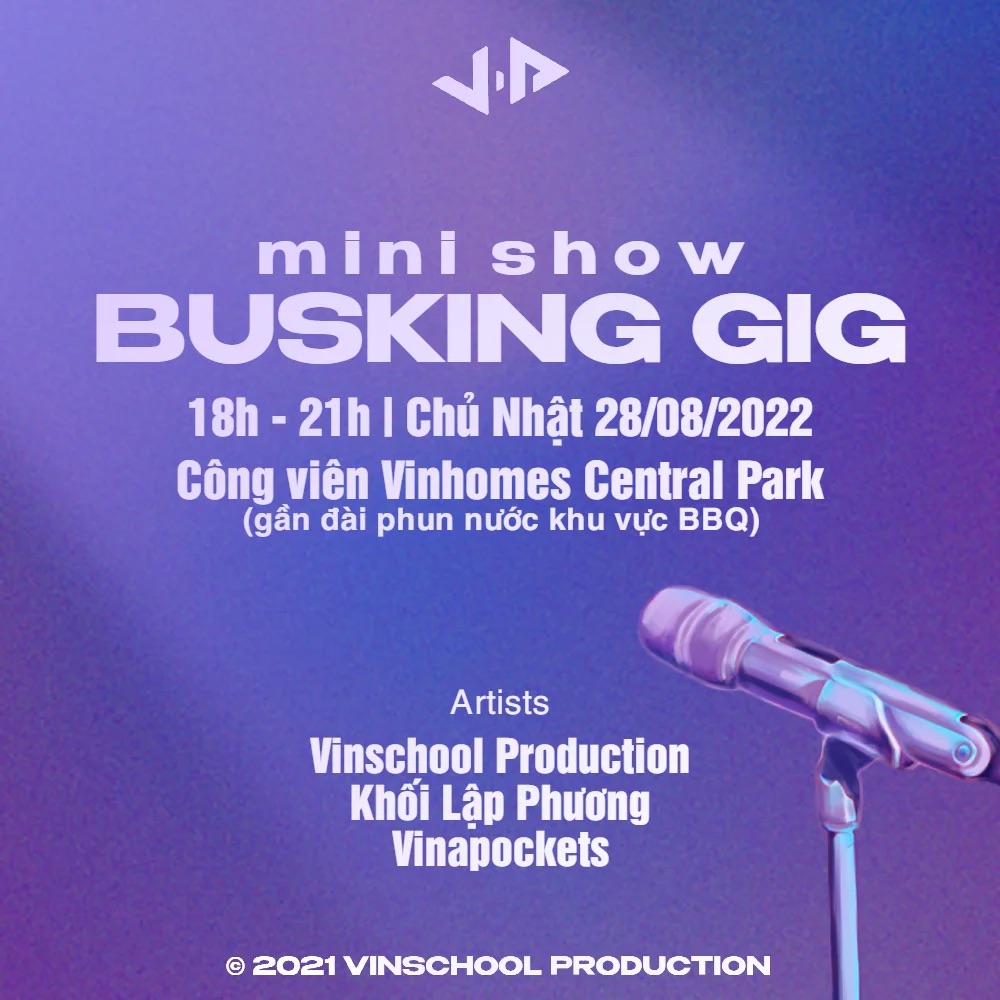 mini show
BUSKING GIG
18h - 21h | Chủ Nhật 28/08/2022
Công viên Vinhomes Central Park
(gần đài phun nước khu vực BBQ)
Artists
Vinschool Production
Khối Lập Phương
Vinapockets
© 2021 VINSCHOOL PRODUCTION